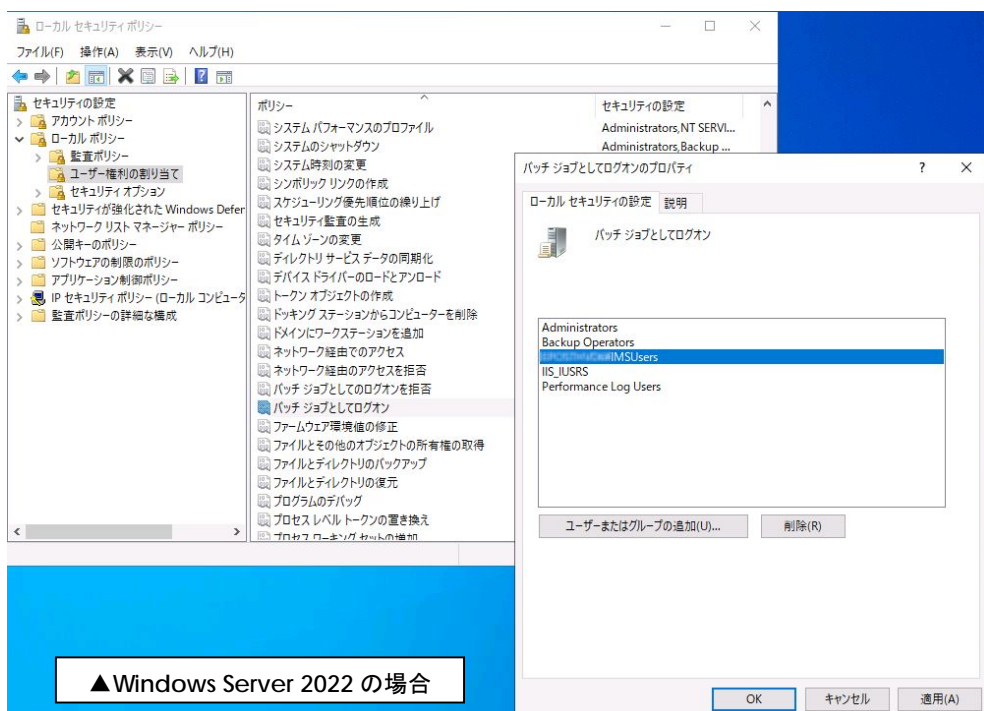 ローカル セキュリティ ポリシー
ファイル(F) 操作(A) 表示(V) ヘルプ(H)
セキュリティの設定
アカウント ポリシー
ローカル ポリシー
監査ポリシー
ユーザー権利の割り当て
セキュリティ オプション
セキュリティが強化された Windows Defer
ネットワーク リスト マネージャー ポリシー
公開キーのポリシー
ソフトウェアの制限のポリシー
アプリケーション制御ポリシー
IP セキュリティ ポリシー (ローカル コンピュータ
監査ポリシーの詳細な構成
ポリシー セキュリティの設定
システム パフォーマンスのプロファイル Administrators,NT SERVI...
システムのシャットダウン Administrators,Backup ...
システム時刻の変更
シンボリック リンクの作成
スケジューリング優先順位の繰り上げ
セキュリティ監査の生成
タイム ゾーンの変更
ディレクトリ サービス データの同期化
デバイス ドライバーのロードとアンロード
トークン オブジェクトの作成
ドッキング ステーションからコンピューターを削除
ドメインにワークステーションを追加
ネットワーク経由でのアクセス
ネットワーク経由のアクセスを拒否
バッチ ジョブとしてのログオンを拒否
バッチ ジョブとしてログオン
ファームウェア環境値の修正
ファイルとその他のオブジェクトの所有権の取得
ファイルとディレクトリのバックアップ
ファイルとディレクトリの復元
プログラムのデバッグ
プロセス レベル トークンの置き換え
プロセス ワーキング セットの増加
バッチ ジョブとしてログオンのプロパティ ?
ローカル セキュリティの設定 説明
バッチ ジョブとしてログオン
Administrators
Backup Operators
IMSUsers
IIS_IUSRS
Performance Log Users
ユーザーまたはグループの追加(U)... 削除(R)
OK キャンセル 適用(A)
▲Windows Server 2022 の場合